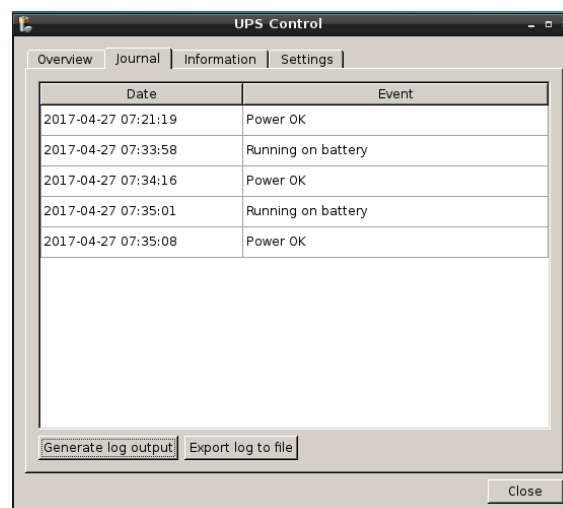 UPS Control
Overview Journal Information Settings
Date Event
2017-04-27 07:21:19 Power OK
2017-04-27 07:33:58 Running on battery
2017-04-27 07:34:16 Power OK
2017-04-27 07:35:01 Running on battery
2017-04-27 07:35:08 Power OK
Generate log output Export log to file
Close